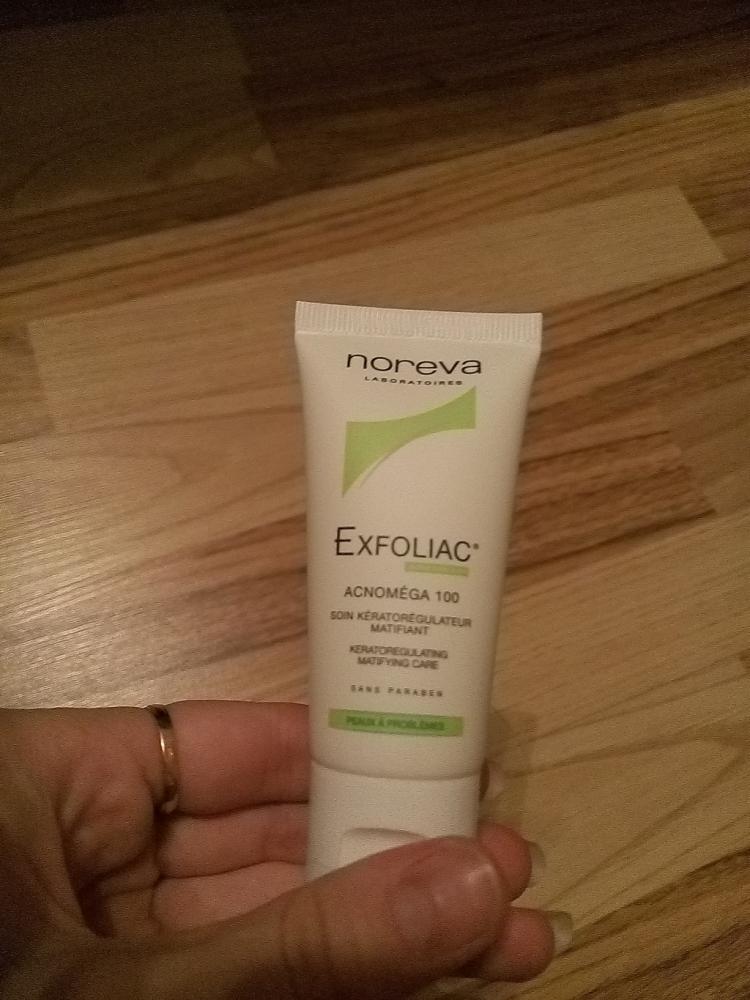 noreva
LABORATOIRES
EXFOLIAC®
ACNOMÉGA 100
SOIN KÉRATORÉGULATEUR
MATIFIANT
KERATOREGULATING
MATIFYING CARE
SANS PARABEN
PEAUX À PROBLÈMES